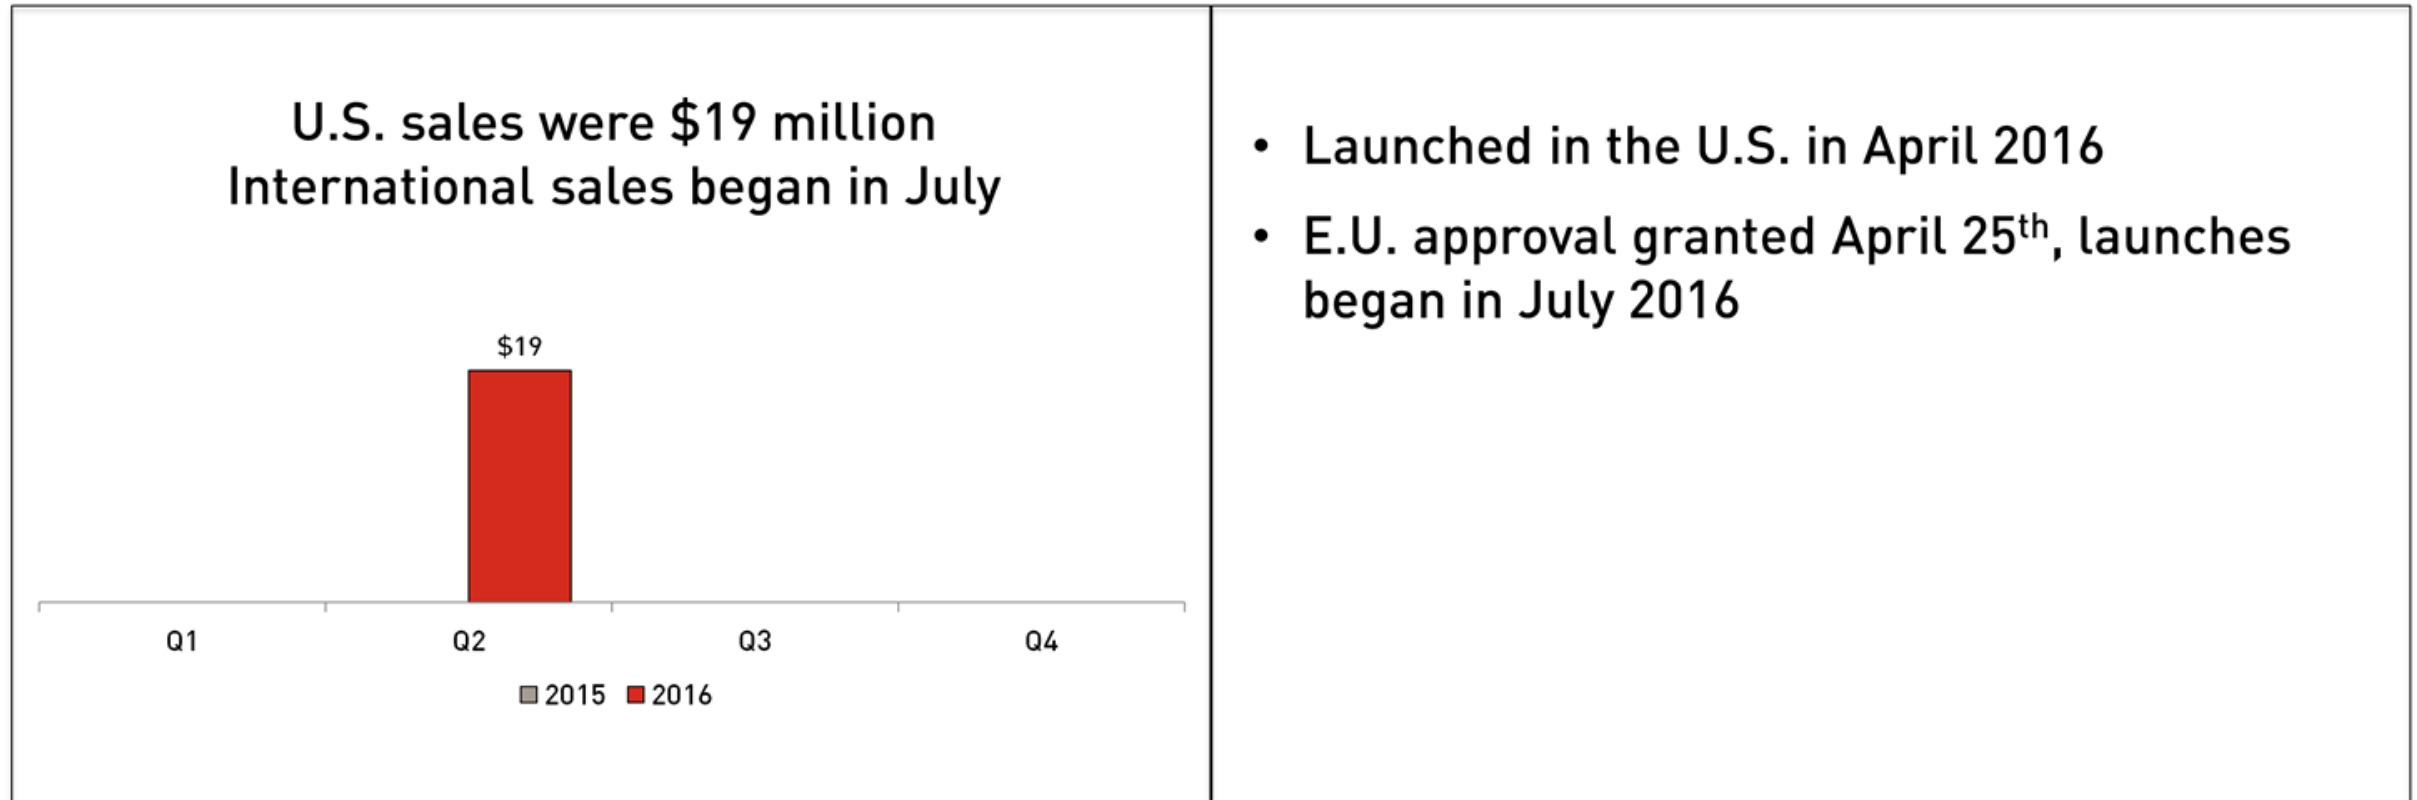 U.S. sales were $19 million
International sales began in July
$19
Q1 Q2 Q3 Q4
2015 2016
• Launched in the U.S. in April 2016
• E.U. approval granted April 25th, launches
began in July 2016